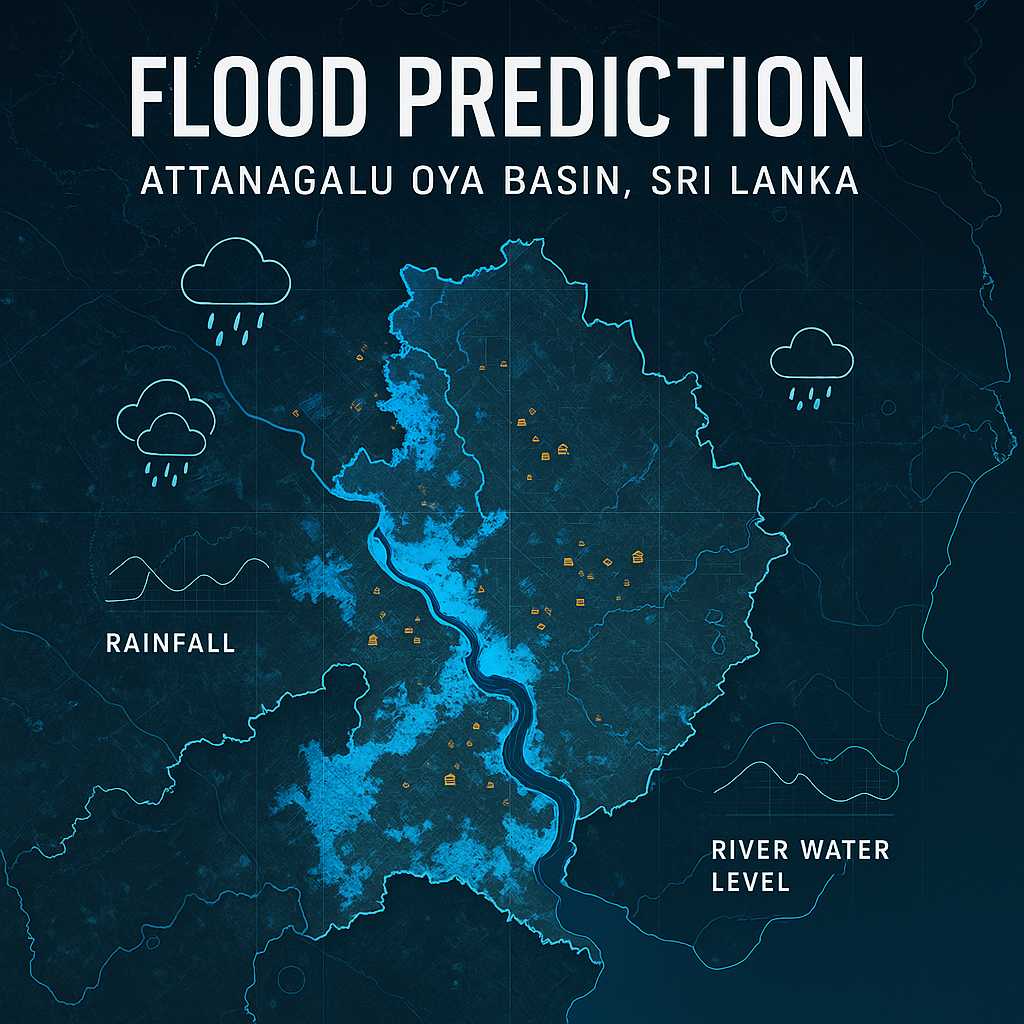 FLOOD PREDICTION
ATTANAGALU OYA BASIN, SRI LANKA
RAINFALL
RIVER WATER
LEVEL